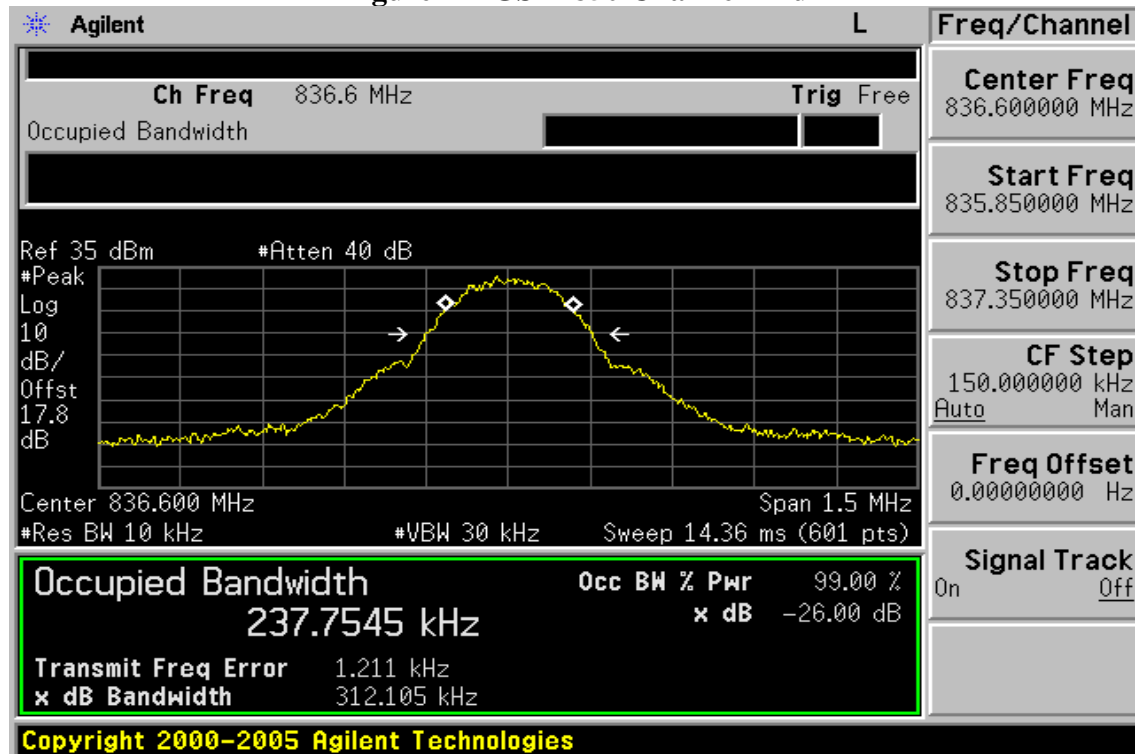 Agilent L Freq/Channel
Ch Freq 836.6 MHz Trig Free
Occupied Bandwidth
Center Freq
836.600000 MHz
Start Freq
835.850000 MHz
Stop Freq
837.350000 MHz
CF Step
150.000000 kHz
Auto Man
Freq Offset
0.00000000 Hz
Signal Track
On Off
Ref 35 dBm #Atten 40 dB
#Peak
Log
10
dB/
Offst
17.8
dB
Center 836.600 MHz Span 1.5 MHz
#Res BW 10 kHz #VBW 30 kHz Sweep 14.36 ms (601 pts)
Occupied Bandwidth Occ BW % Pwr 99.00 %
237.7545 kHz x dB -26.00 dB
Transmit Freq Error 1.211 kHz
x dB Bandwidth 312.105 kHz
Copyright 2000-2005 Agilent Technologies